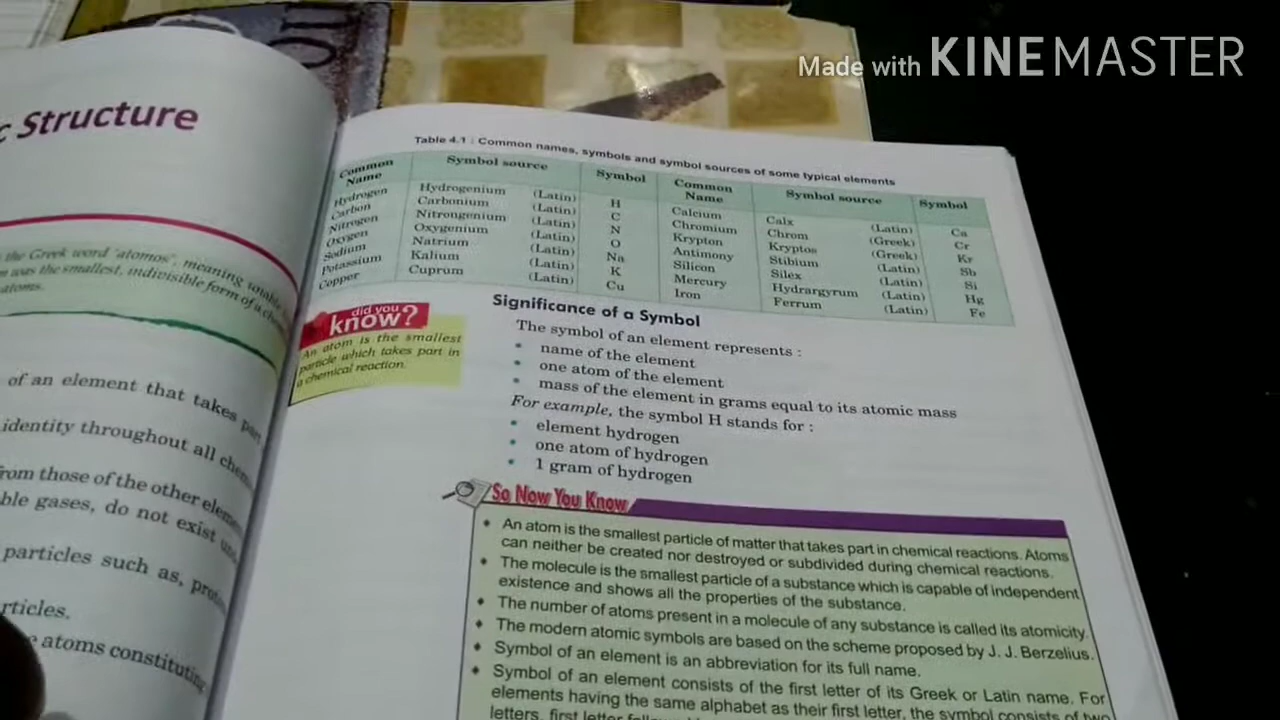 Made with KINEMASTER
c Structure
the Greek word 'atomos', meaning
was the smallest, indivisible form of a
atoms.
of an element that takes
identity throughout all
from those of the other
ble gases, do not exist
particles such as,
rticles.
atoms constituting
Table 4.1 : Common names, symbols and symbol sources of some typical elements
Common Name Symbol source Symbol Common Name Symbol source Symbol
Hydrogen Hydrogenium (Latin) H Calcium Calx (Latin) Ca
Carbon Carbonium (Latin) C Chromium Chrom (Greek) Cr
Nitrogen Nitrongenium (Latin) N Krypton Kryptos (Greek) Kr
Oxygen Oxygenium (Latin) O Antimony Stibium (Latin) Sb
Sodium Natrium (Latin) Na Silicon Silex (Latin) Si
Potassium Kalium (Latin) K Mercury Hydrargyrum (Latin) Hg
Copper Cuprum (Latin) Cu Iron Ferrum (Latin) Fe
did you
know?
An atom is the smallest
particle which takes part in
a chemical reaction.
Significance of a Symbol
The symbol of an element represents :
• name of the element
• one atom of the element
• mass of the element in grams equal to its atomic mass
For example, the symbol H stands for :
• element hydrogen
• one atom of hydrogen
• 1 gram of hydrogen
So Now You Know
♦ An atom is the smallest particle of matter that takes part in chemical reactions. Atoms
can neither be created nor destroyed or subdivided during chemical reactions.
♦ The molecule is the smallest particle of a substance which is capable of independent
existence and shows all the properties of the substance.
♦ The number of atoms present in a molecule of any substance is called its atomicity.
♦ The modern atomic symbols are based on the scheme proposed by J. J. Berzelius.
♦ Symbol of an element is an abbreviation for its full name.
♦ Symbol of an element consists of the first letter of its Greek or Latin name. For
elements having the same alphabet as their first letter, the symbol consists of two
letters, first letter